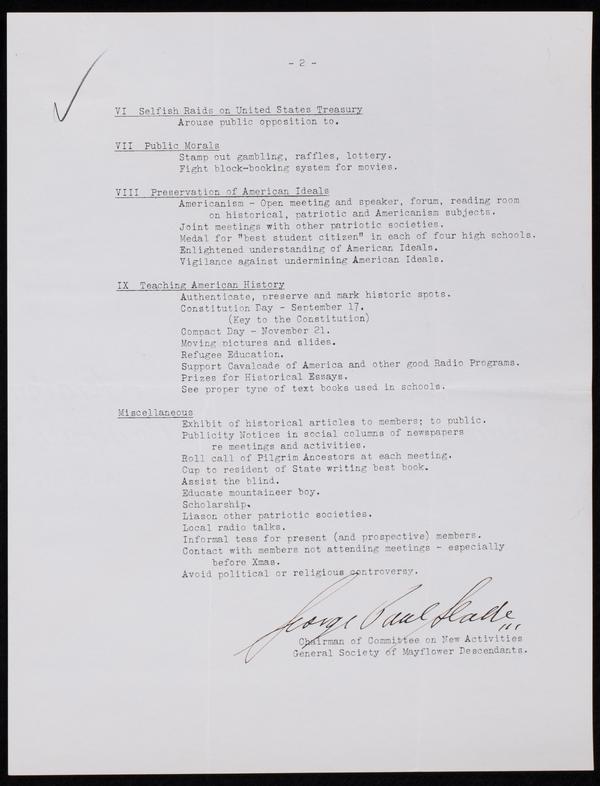 - 2 -
VI Selfish Raids on United States Treasury
Arouse public opposition to.
VII Public Morals
Stamp out gambling, raffles, lottery.
Fight block-booking system for movies.
VIII Preservation of American Ideals
Americanism - Open meeting and speaker, forum, reading room
on historical, patriotic and Americanism subjects.
Joint meetings with other patriotic societies.
Medal for "best student citizen" in each of four high schools.
Enlightened understanding of American Ideals.
Vigilance against undermining American Ideals.
IX Teaching American History
Authenticate, preserve and mark historic spots.
Constitution Day - September 17.
(Key to the Constitution)
Compact Day - November 21.
Moving pictures and slides.
Refugee Education.
Support Cavalcade of America and other good Radio Programs.
Prizes for Historical Essays.
See proper type of text books used in schools.
Miscellaneous
Exhibit of historical articles to members; to public.
Publicity Notices in social columns of newspapers
re meetings and activities.
Roll call of Pilgrim Ancestors at each meeting.
Cup to resident of State writing best book.
Assist the blind.
Educate mountaineer boy.
Scholarship.
Liason other patriotic societies.
Local radio talks.
Informal teas for present (and prospective) members.
Contact with members not attending meetings - especially
before Xmas.
Avoid political or religious controversy.
George Paul Slade
Chairman of Committee on New Activities
General Society of Mayflower Descendants.